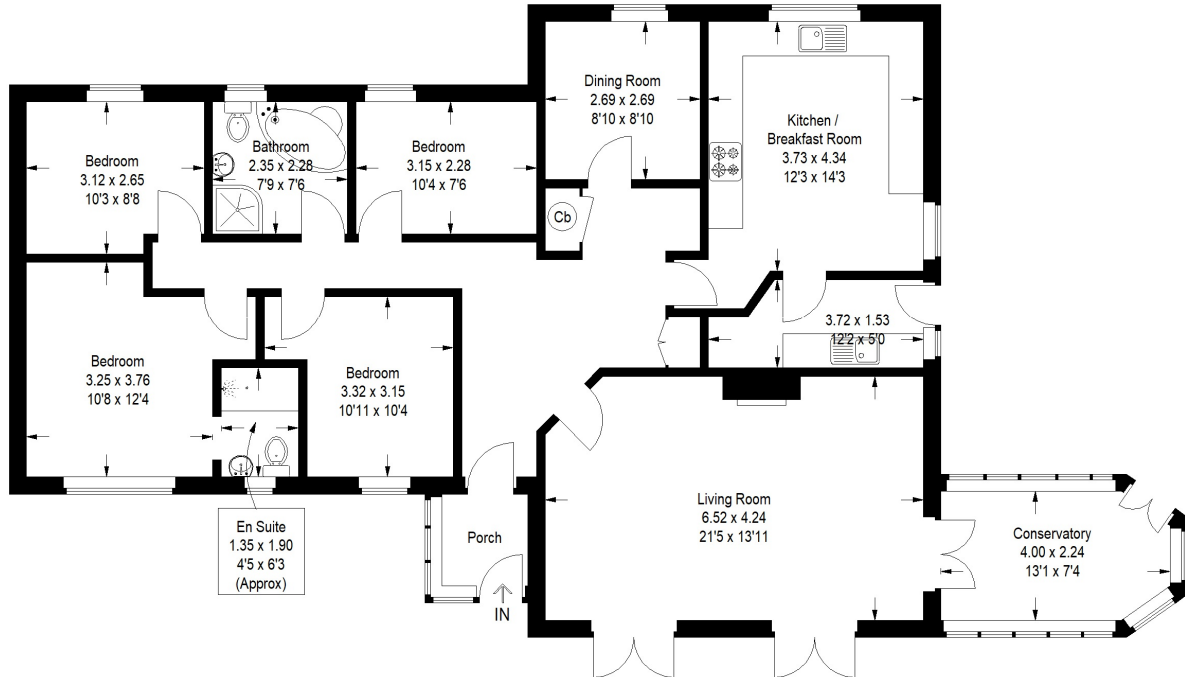 Dining Room
2.69 x 2.69
8'10 x 8'10
Kitchen /
Breakfast Room
3.73 x 4.34
12'3 x 14'3
Bedroom
3.12 x 2.65
10'3 x 8'8
Bathroom
2.35 x 2.28
7'9 x 7'6
Bedroom
3.15 x 2.28
10'4 x 7'6
Cb
3.72 x 1.53
12'2 x 5'0
Bedroom
3.25 x 3.76
10'8 x 12'4
Bedroom
3.32 x 3.15
10'11 x 10'4
Living Room
6.52 x 4.24
21'5 x 13'11
En Suite
1.35 x 1.90
4'5 x 6'3
(Approx)
Porch
IN
Conservatory
4.00 x 2.24
13'1 x 7'4